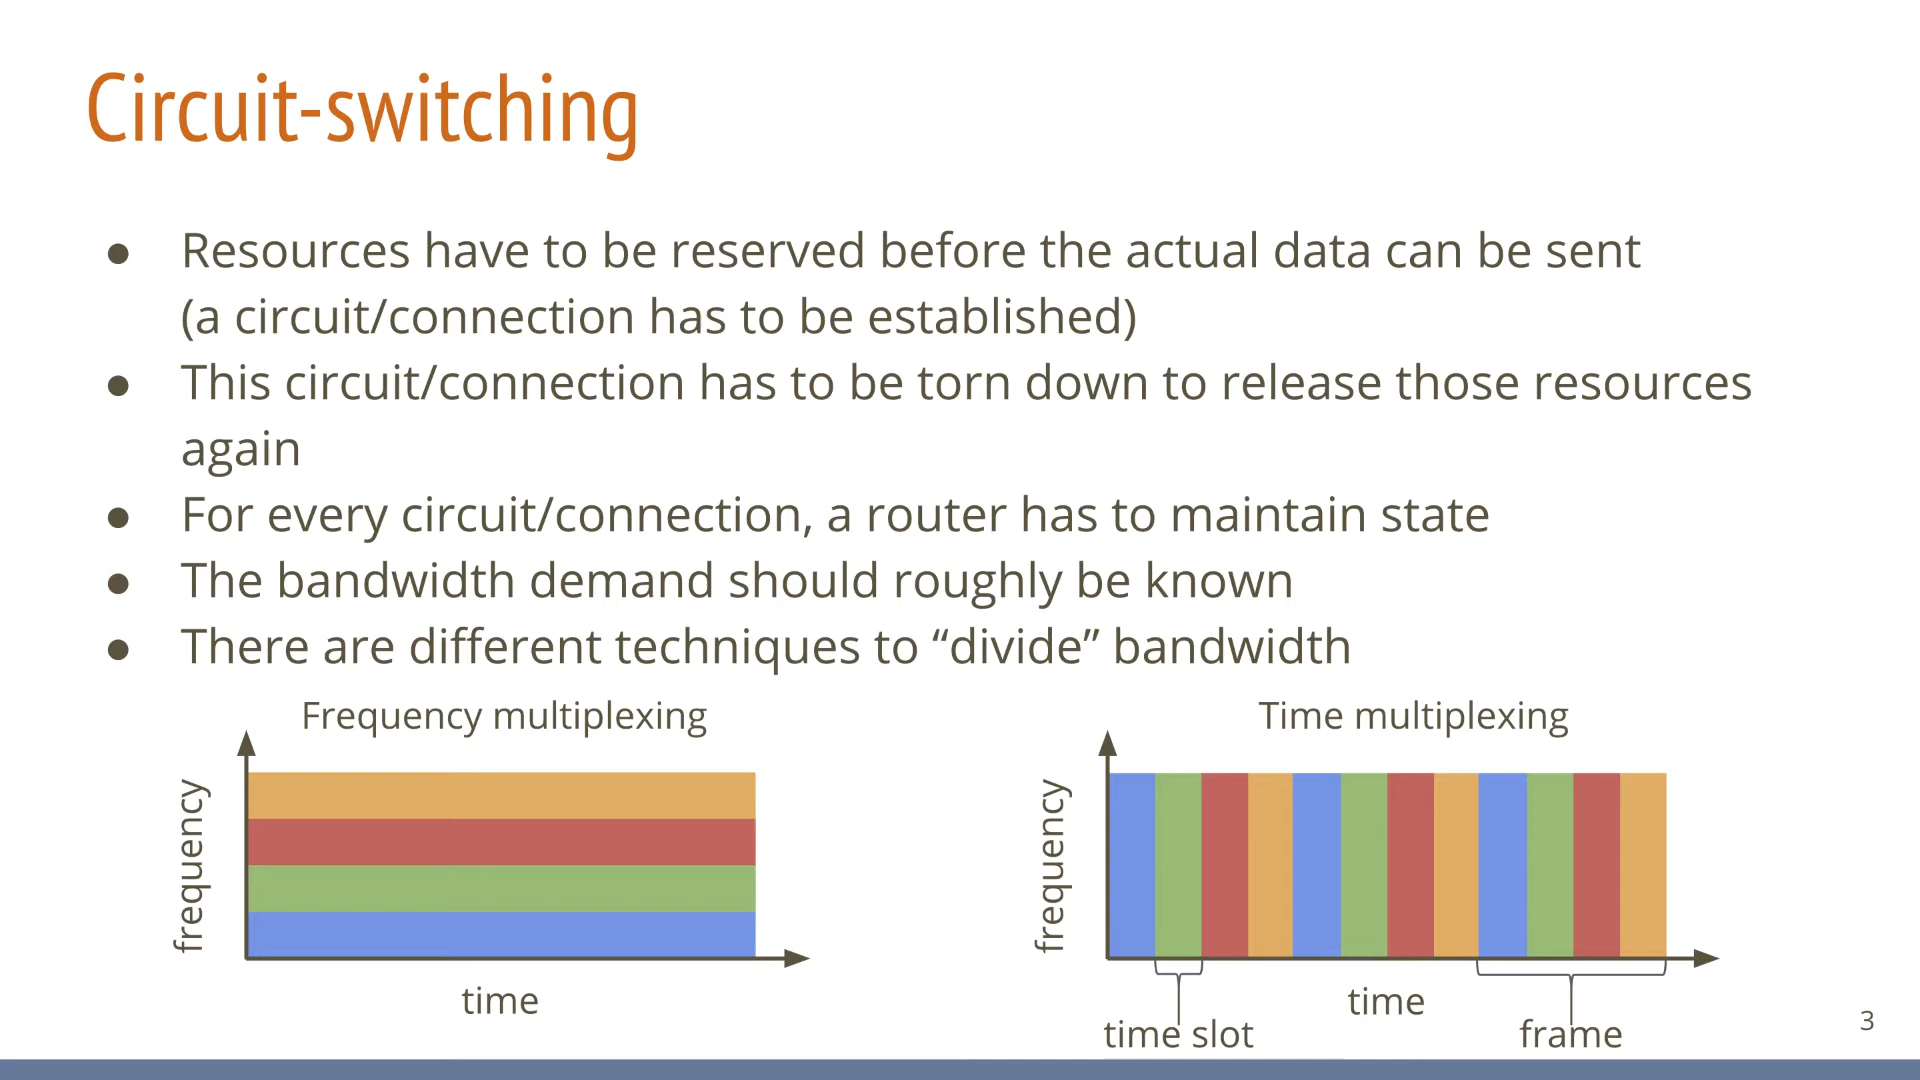 Circuit-switching
● Resources have to be reserved before the actual data can be sent
(a circuit/connection has to be established)
● This circuit/connection has to be torn down to release those resources
again
● For every circuit/connection, a router has to maintain state
● The bandwidth demand should roughly be known
● There are different techniques to “divide” bandwidth
Frequency multiplexing
frequency
time
Time multiplexing
frequency
time
time slot
frame
3